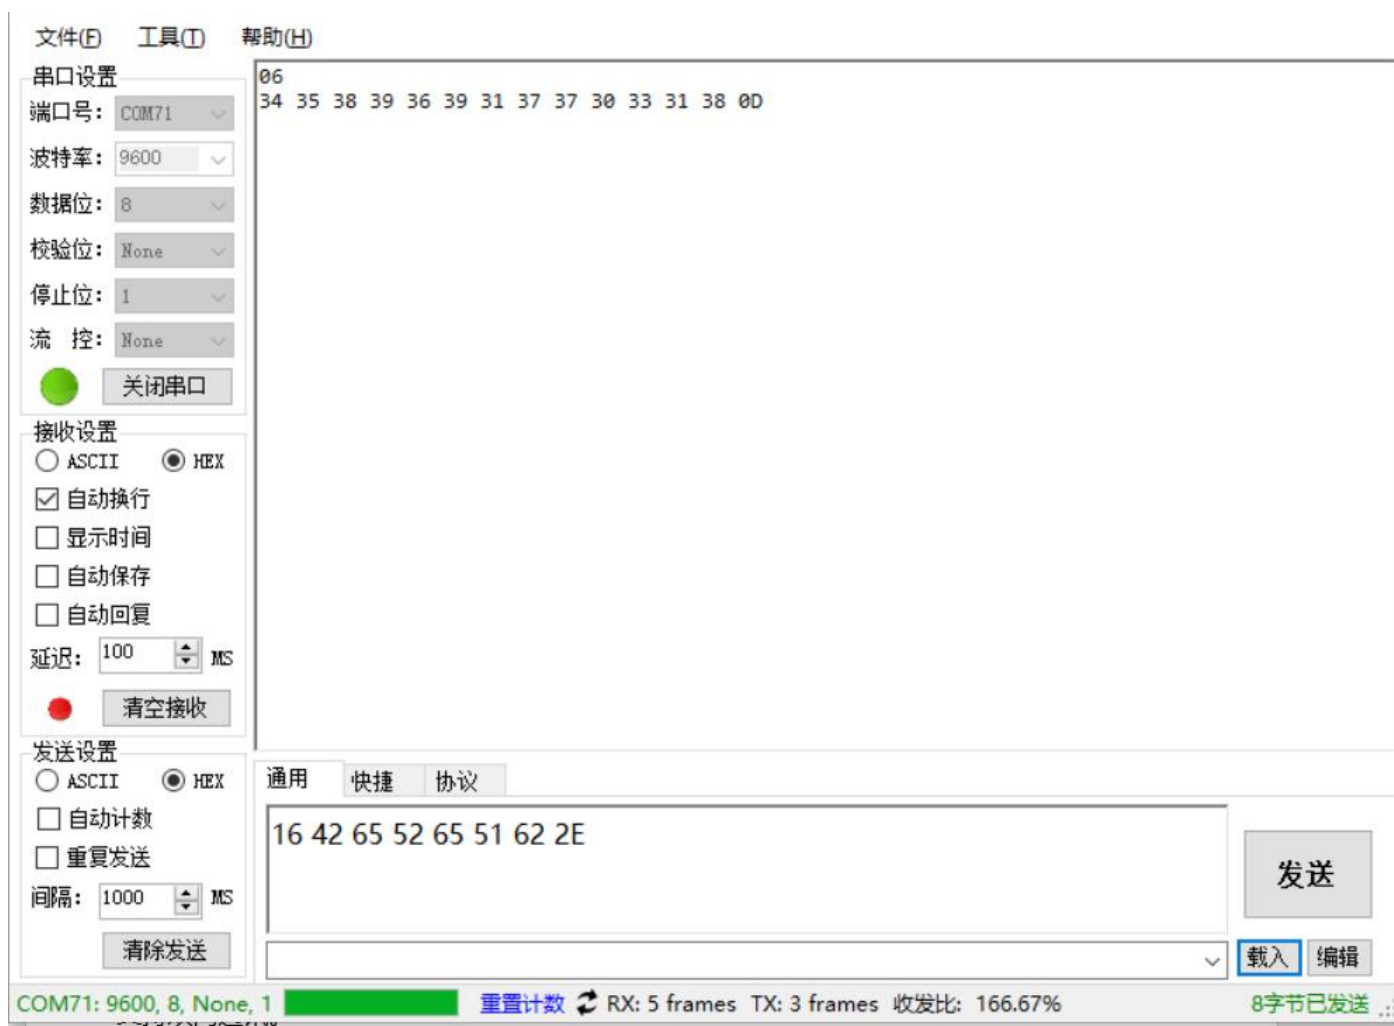 文件(F) 工具(T) 帮助(H)
串口设置
端口号: COM71
波特率: 9600
数据位: 8
校验位: None
停止位: 1
流 控: None
关闭串口
接收设置
ASCII HEX
自动换行
显示时间
自动保存
自动回复
延迟: 100 MS
清空接收
发送设置
ASCII HEX
自动计数
重复发送
间隔: 1000 MS
清除发送
06
34 35 38 39 36 39 31 37 37 30 33 31 38 0D
通用 快捷 协议
16 42 65 52 65 51 62 2E
发送
载入 编辑
COM71: 9600, 8, None, 1 重置计数 RX: 5 frames TX: 3 frames 收发比: 166.67% 8字节已发送